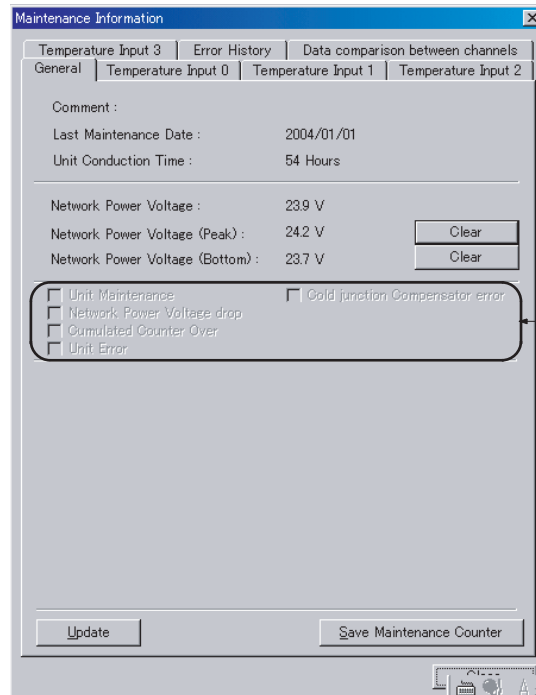 Maintenance Information
Temperature Input 3 Error History Data comparison between channels
General Temperature Input 0 Temperature Input 1 Temperature Input 2
Comment :
Last Maintenance Date : 2004/01/01
Unit Conduction Time : 54 Hours
Network Power Voltage : 23.9 V
Network Power Voltage (Peak) : 24.2 V Clear
Network Power Voltage (Bottom) : 23.7 V Clear
Unit Maintenance Cold junction Compensator error
Network Power Voltage drop
Cumulated Counter Over
Unit Error
Update Save Maintenance Counter